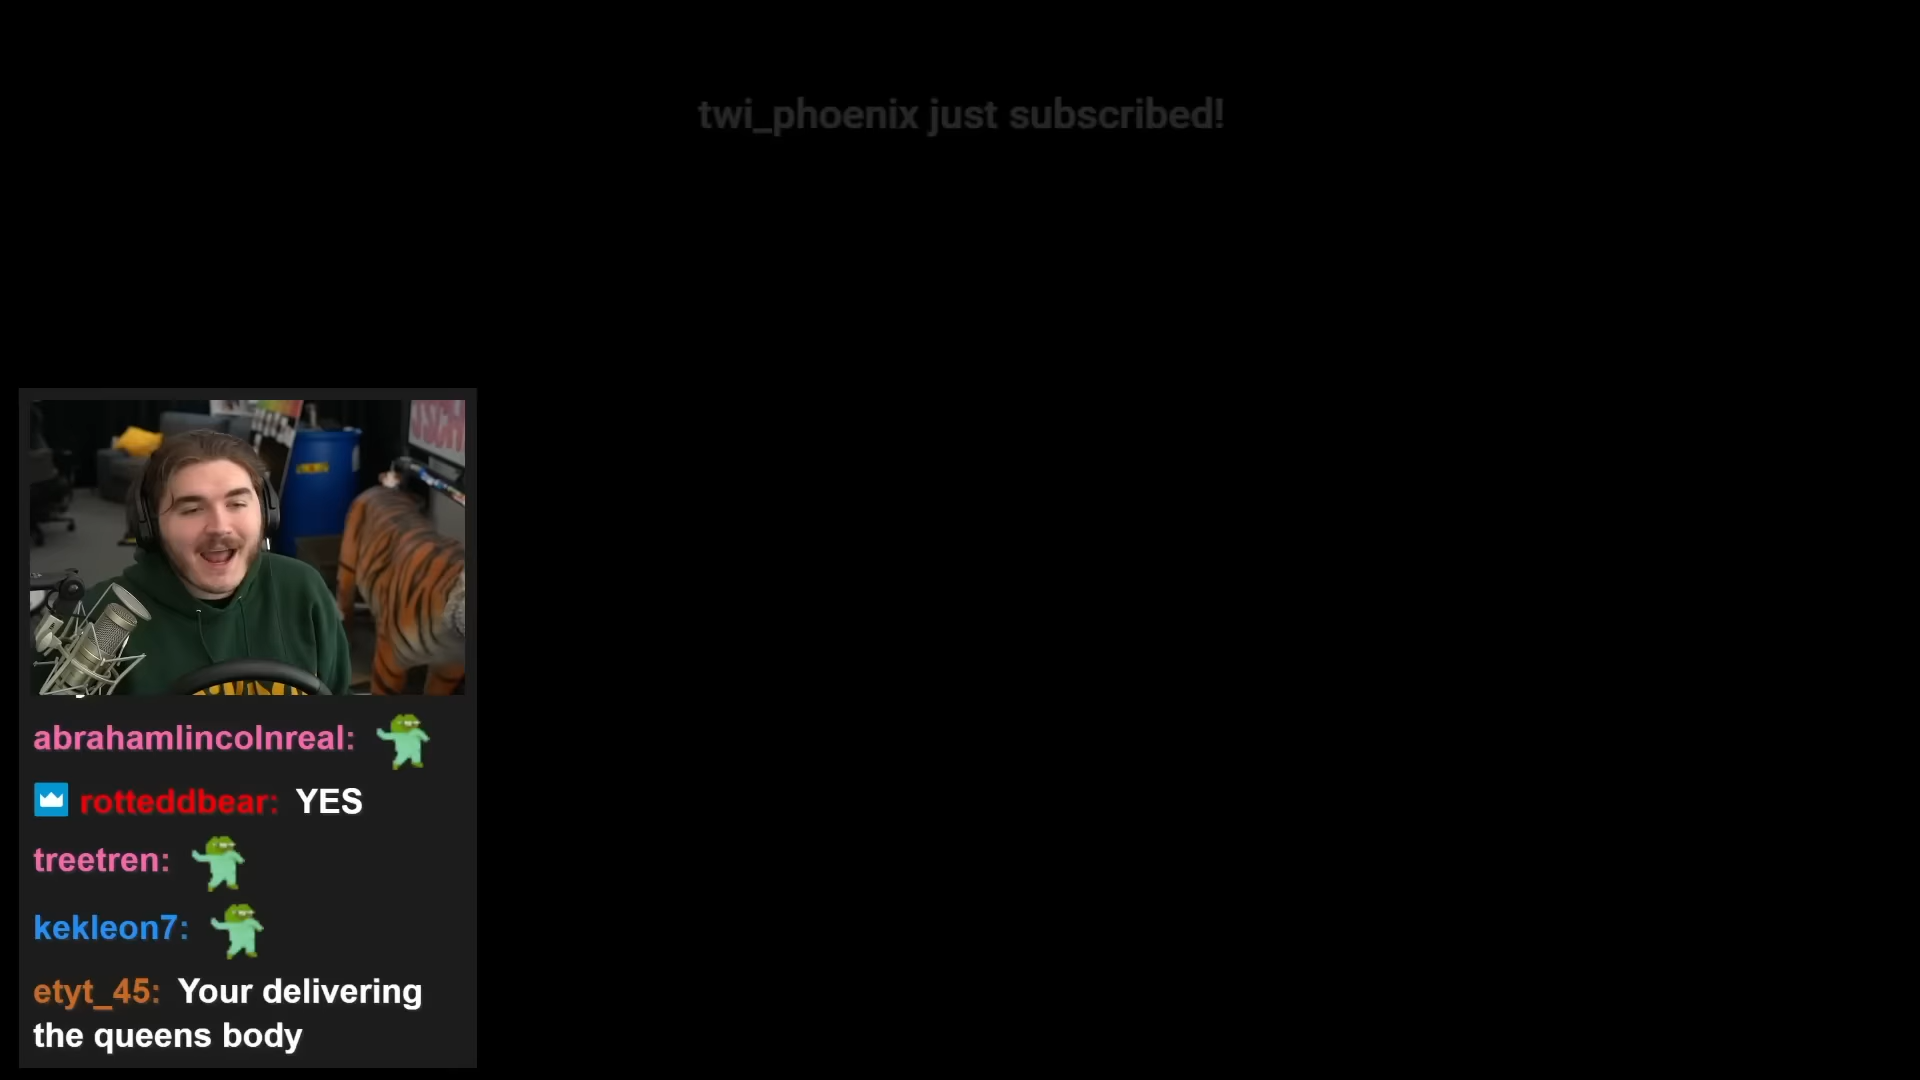 twi_phoenix just subscribed!
abrahamlincolnreal:
rotteddbear: YES
treetren:
kekleon7:
etyt_45: Your delivering
the queens body